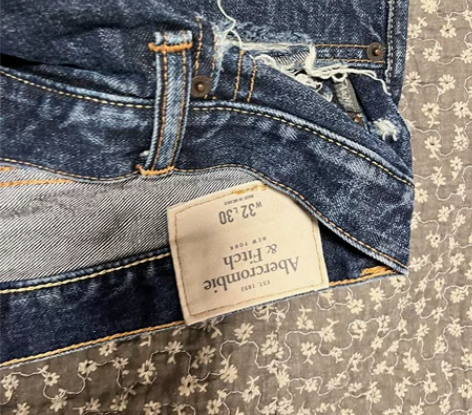 EST. 1892
Abercrombie
& Fitch
NEW YORK
W 32 L 30